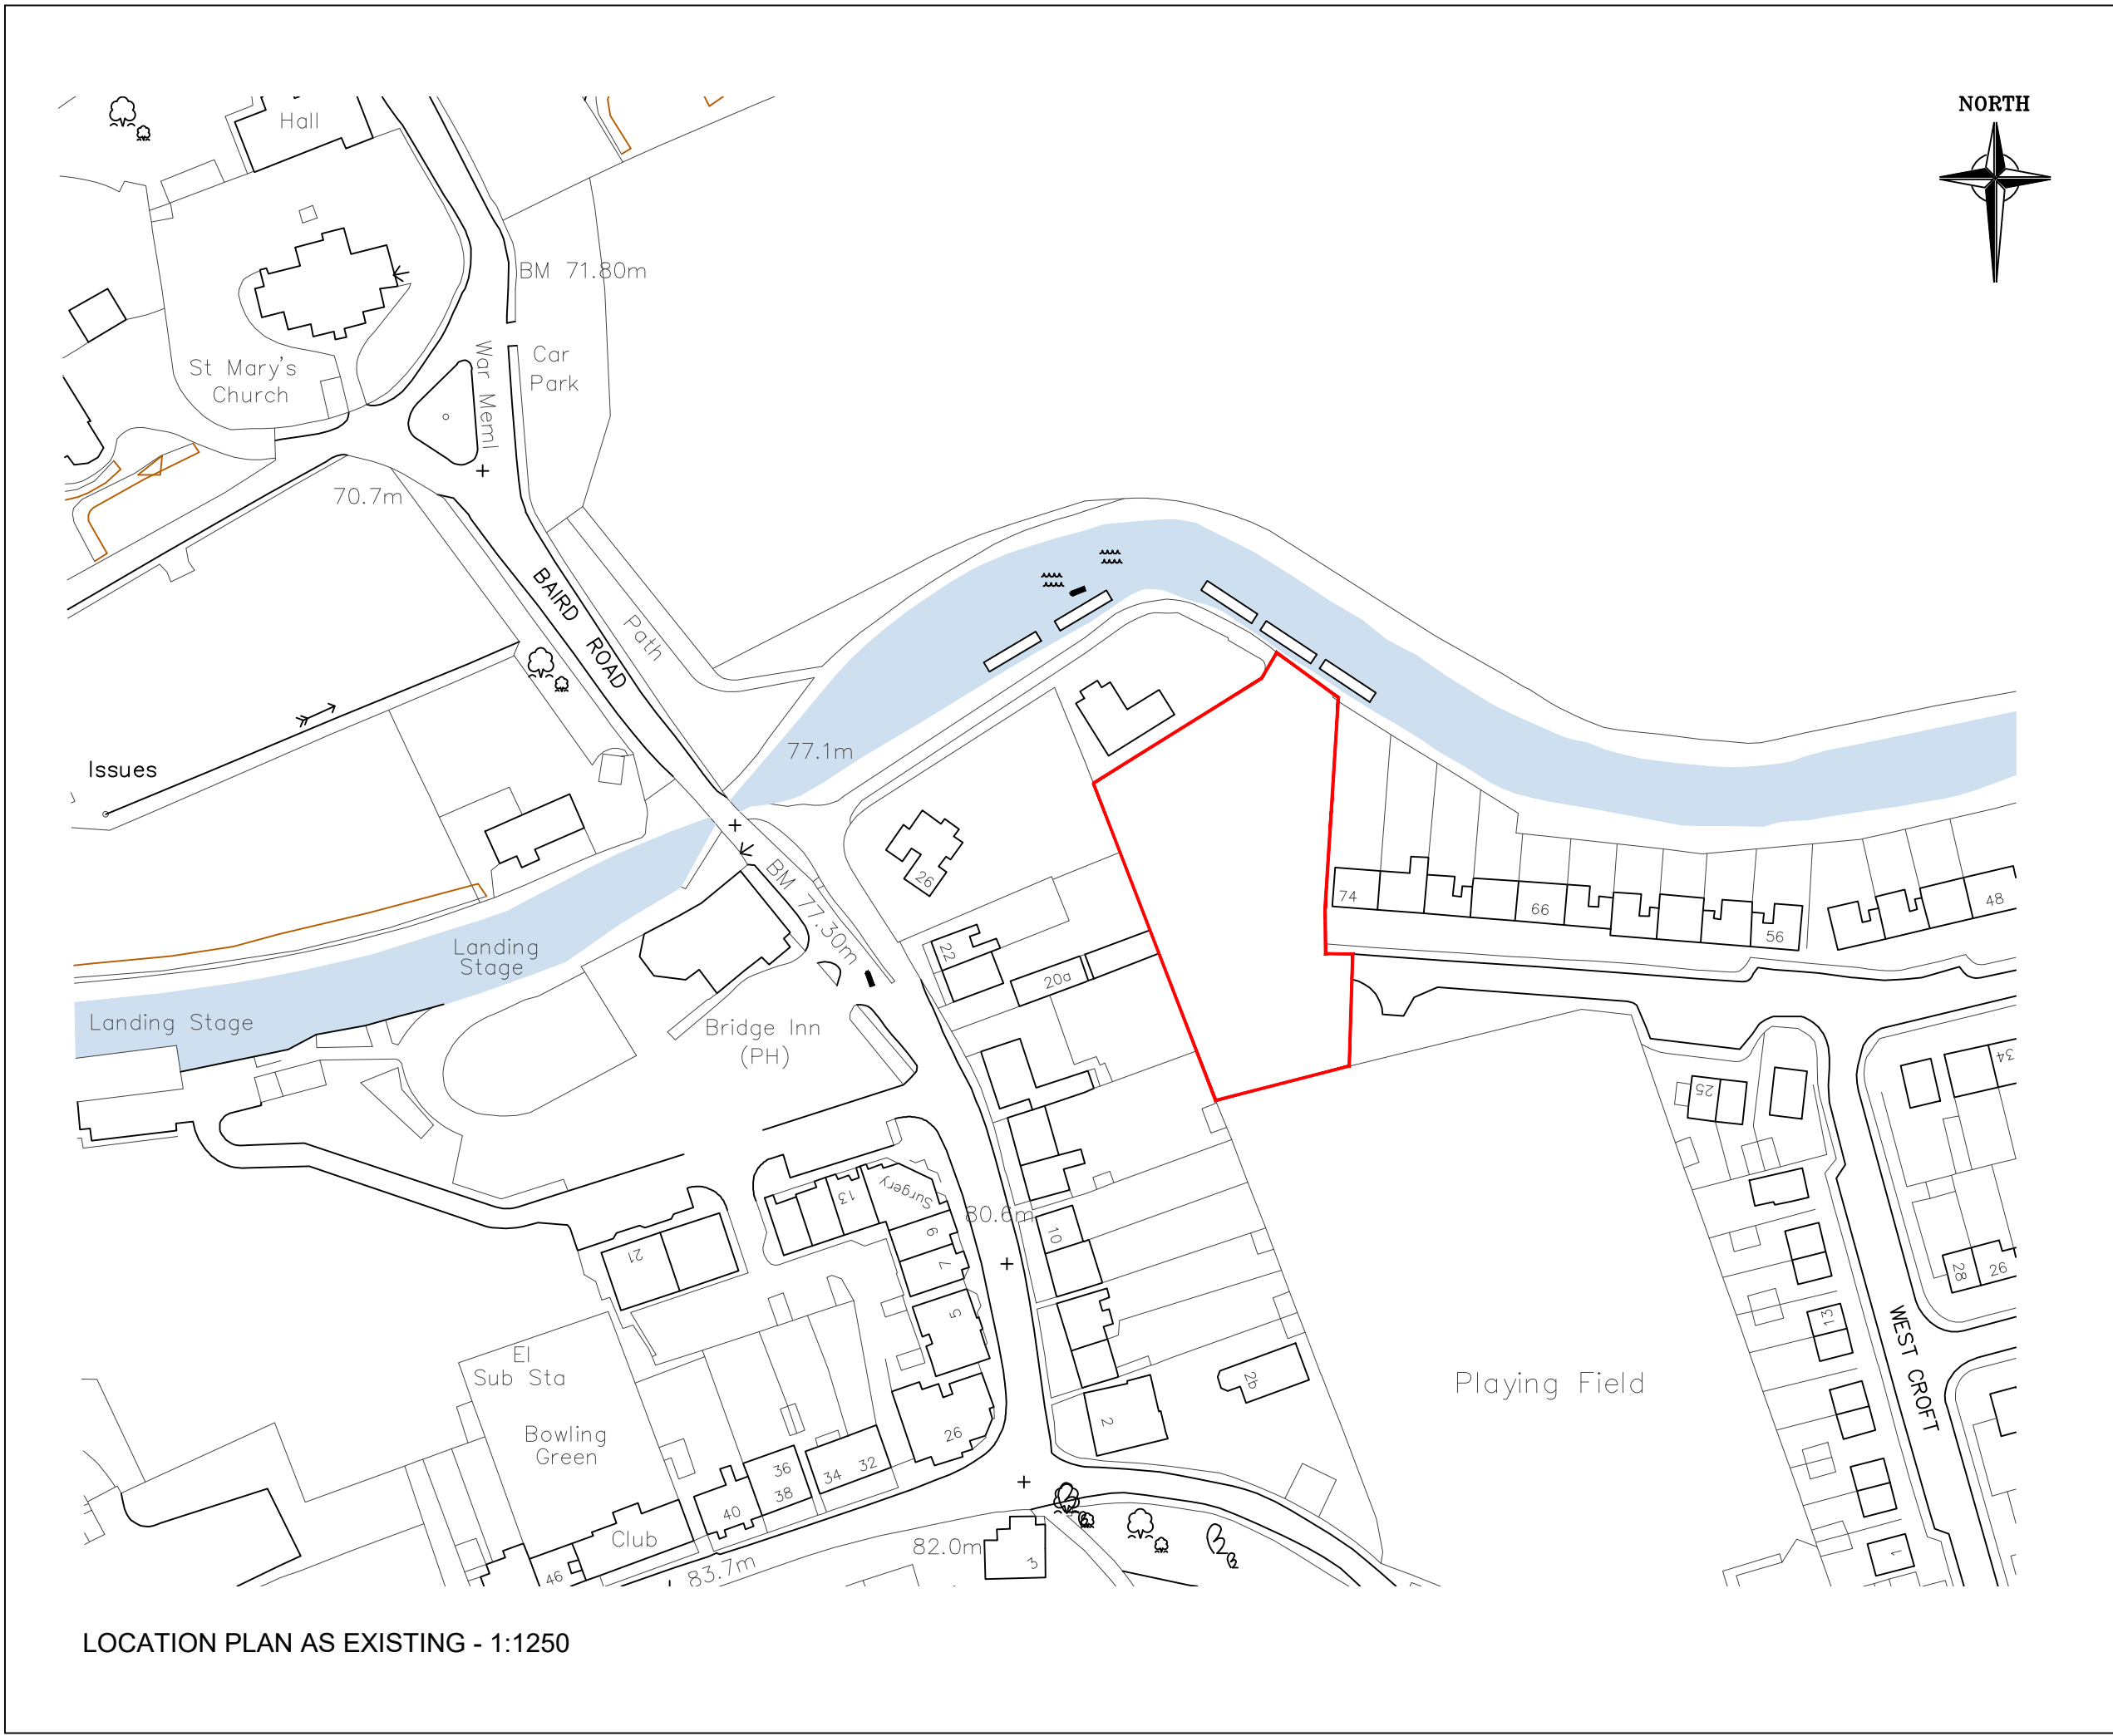 NORTH
Hall
BM 71.80m
St Mary's
Church
War Meml
Car
Park
70.7m
BAIRD ROAD
Path
Issues
77.1m
26
BM 77.30m
Landing
Stage
Landing Stage
Bridge Inn
(PH)
22
20a
74
66
56
48
34
25
Surgery
13
9
7
5
80.6m
10
21
28
26
13
WEST CROFT
El
Sub Sta
Bowling
Green
2b
2
Playing Field
26
36
38
34
32
40
Club
46
83.7m
82.0m
3
1
LOCATION PLAN AS EXISTING - 1:1250